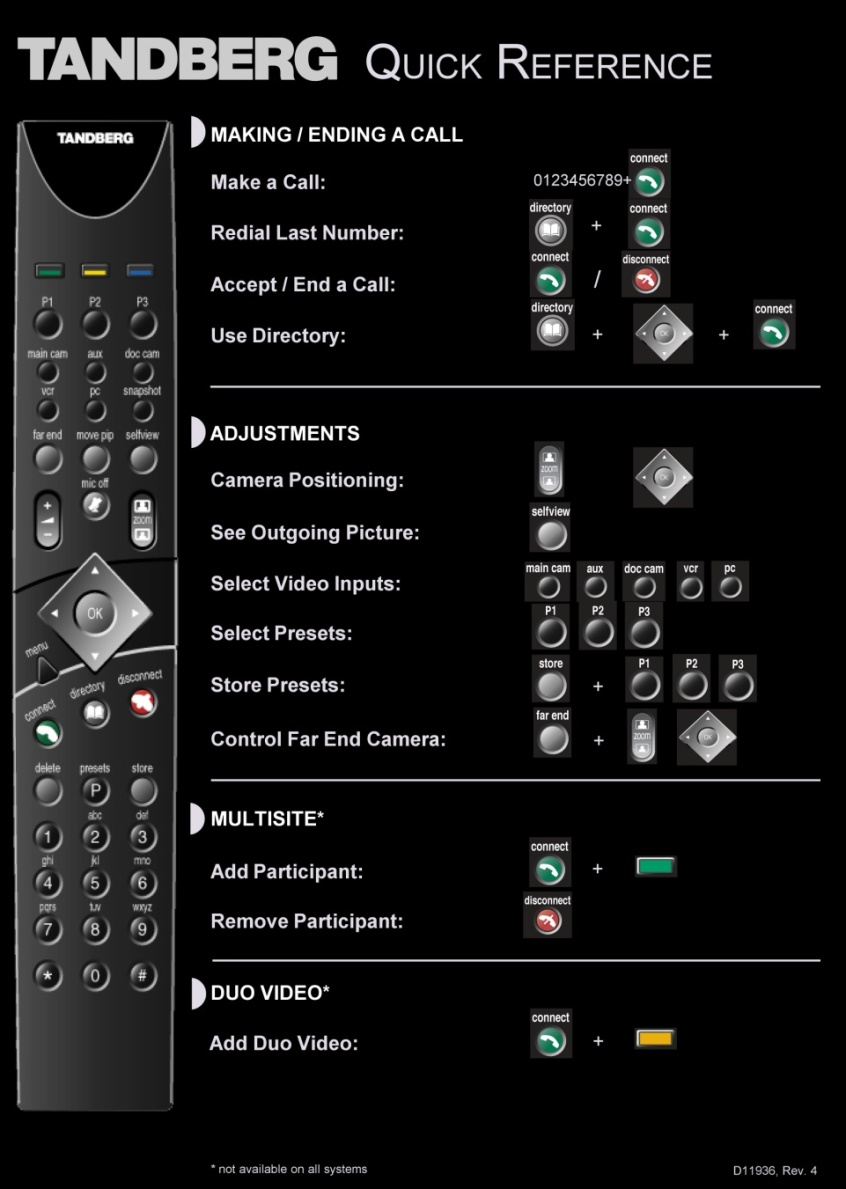 TANDBERG QUICK REFERENCE
TANDBERG
P1 P2 P3
main cam aux doc cam
vcr pc snapshot
far end move pip selfview
mic off
+
−
zoom
OK
menu
connect directory disconnect
delete presets store
P
abc def
1 2 3
ghi jkl mno
4 5 6
pqrs tuv wxyz
7 8 9
* 0 #
MAKING / ENDING A CALL
connect
Make a Call: 0123456789+
directory connect
Redial Last Number: +
connect disconnect
Accept / End a Call: /
directory connect
Use Directory: + OK +
ADJUSTMENTS
Camera Positioning: zoom OK
selfview
See Outgoing Picture:
main cam aux doc cam vcr pc
Select Video Inputs:
P1 P2 P3
Select Presets:
store P1 P2 P3
Store Presets: +
far end
Control Far End Camera: + zoom OK
MULTISITE*
connect
Add Participant: +
disconnect
Remove Participant:
DUO VIDEO*
connect
Add Duo Video: +
* not available on all systems
D11936, Rev. 4